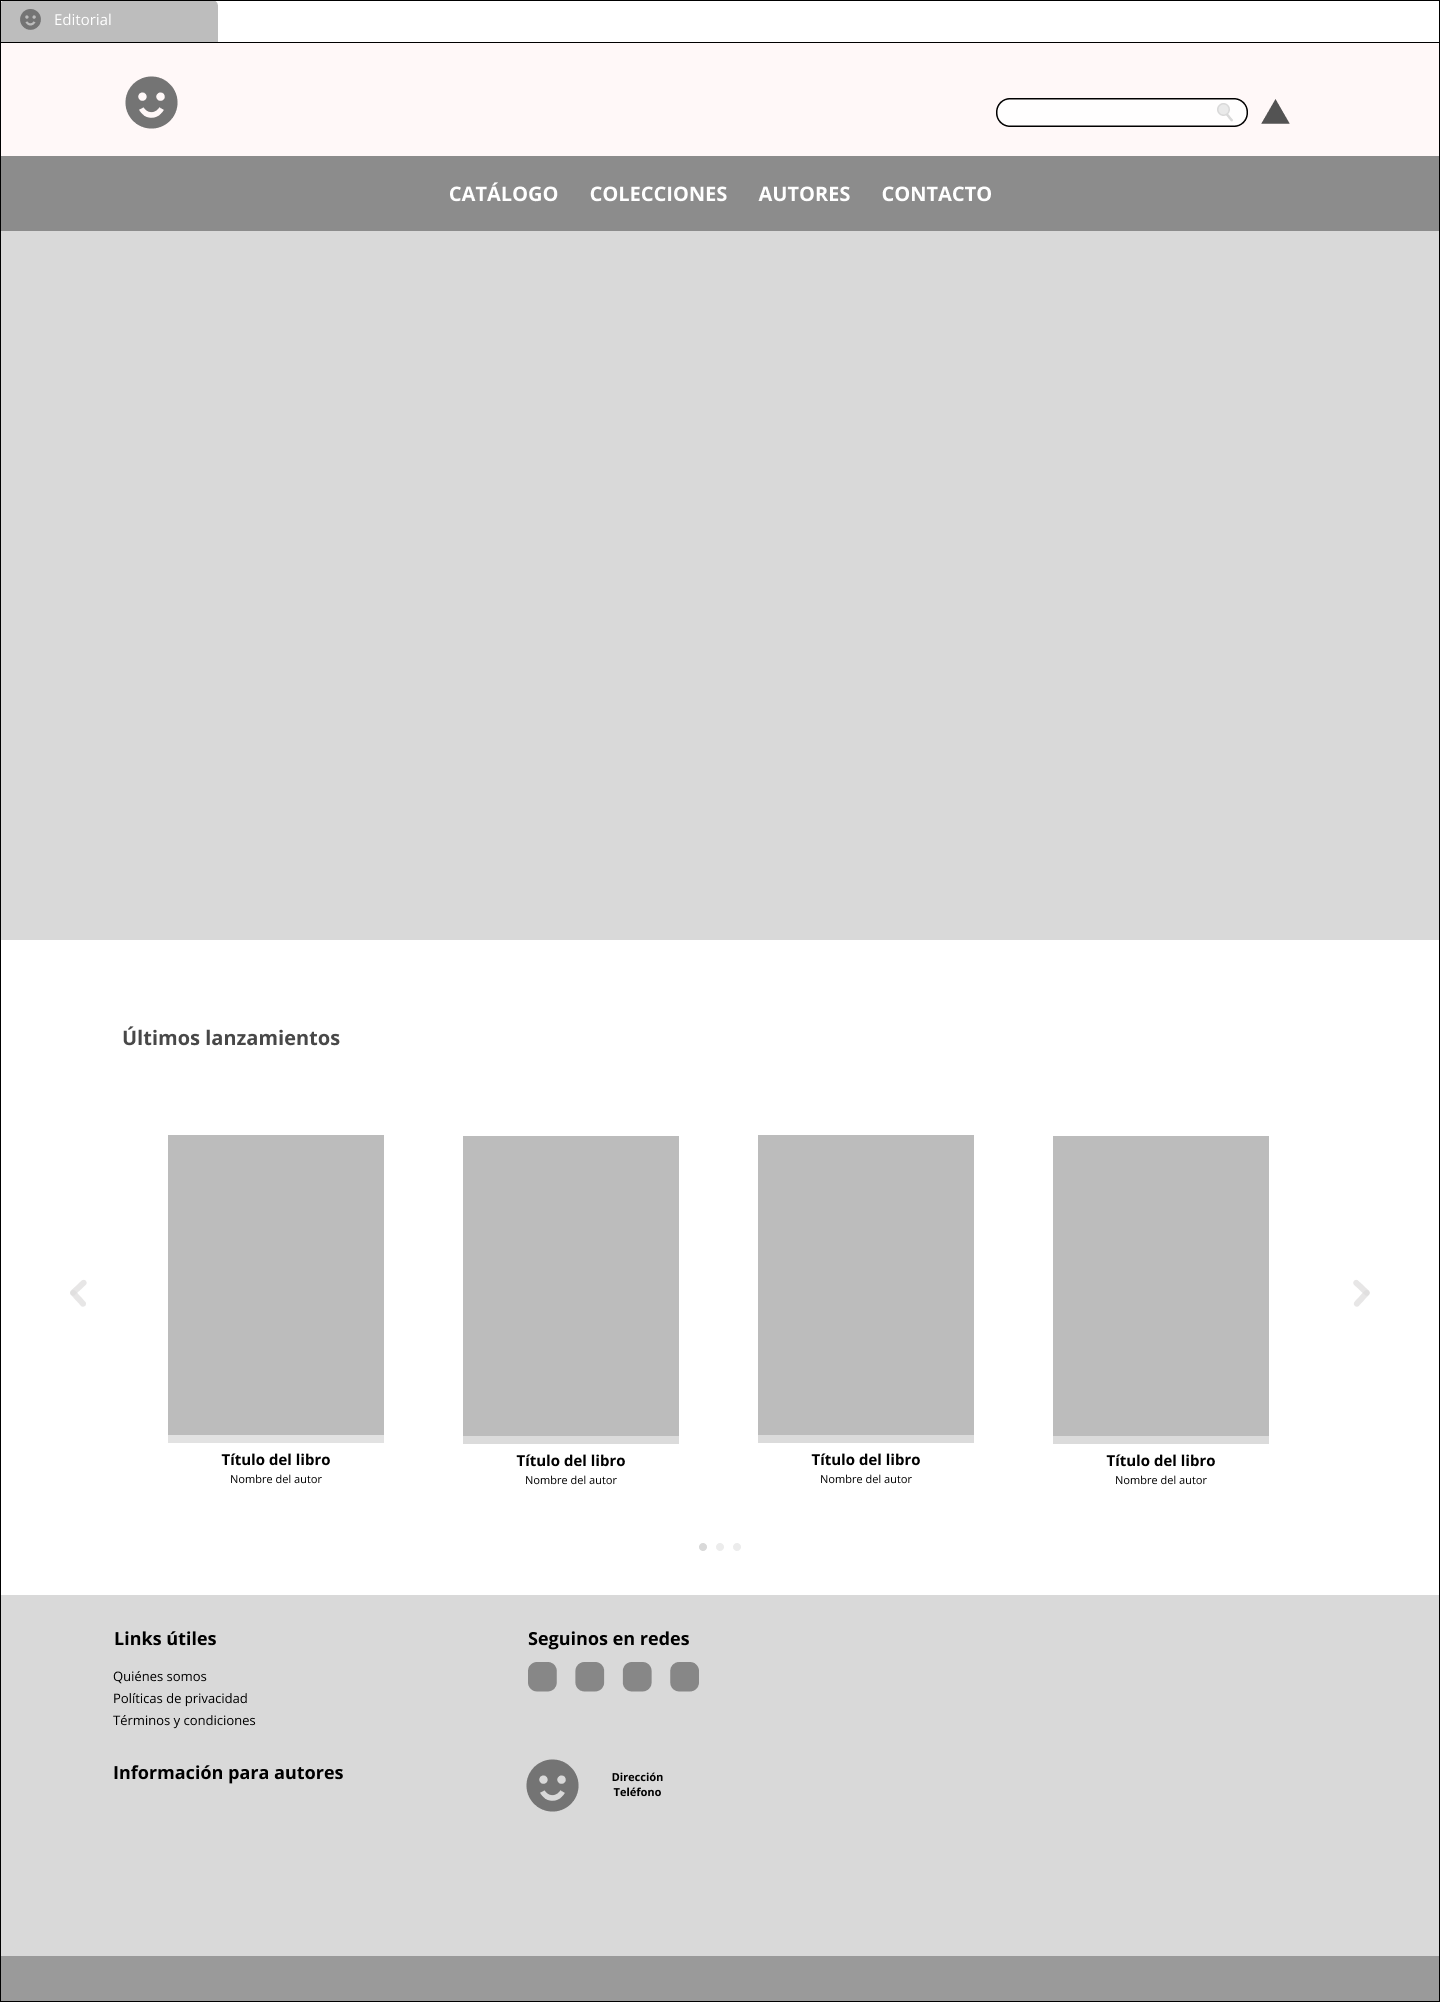 Editorial
CATÁLOGO COLECCIONES AUTORES CONTACTO
Últimos lanzamientos
Título del libro
Nombre del autor
Título del libro
Nombre del autor
Título del libro
Nombre del autor
Título del libro
Nombre del autor
Links útiles
Quiénes somos
Políticas de privacidad
Términos y condiciones
Información para autores
Seguinos en redes
Dirección
Teléfono